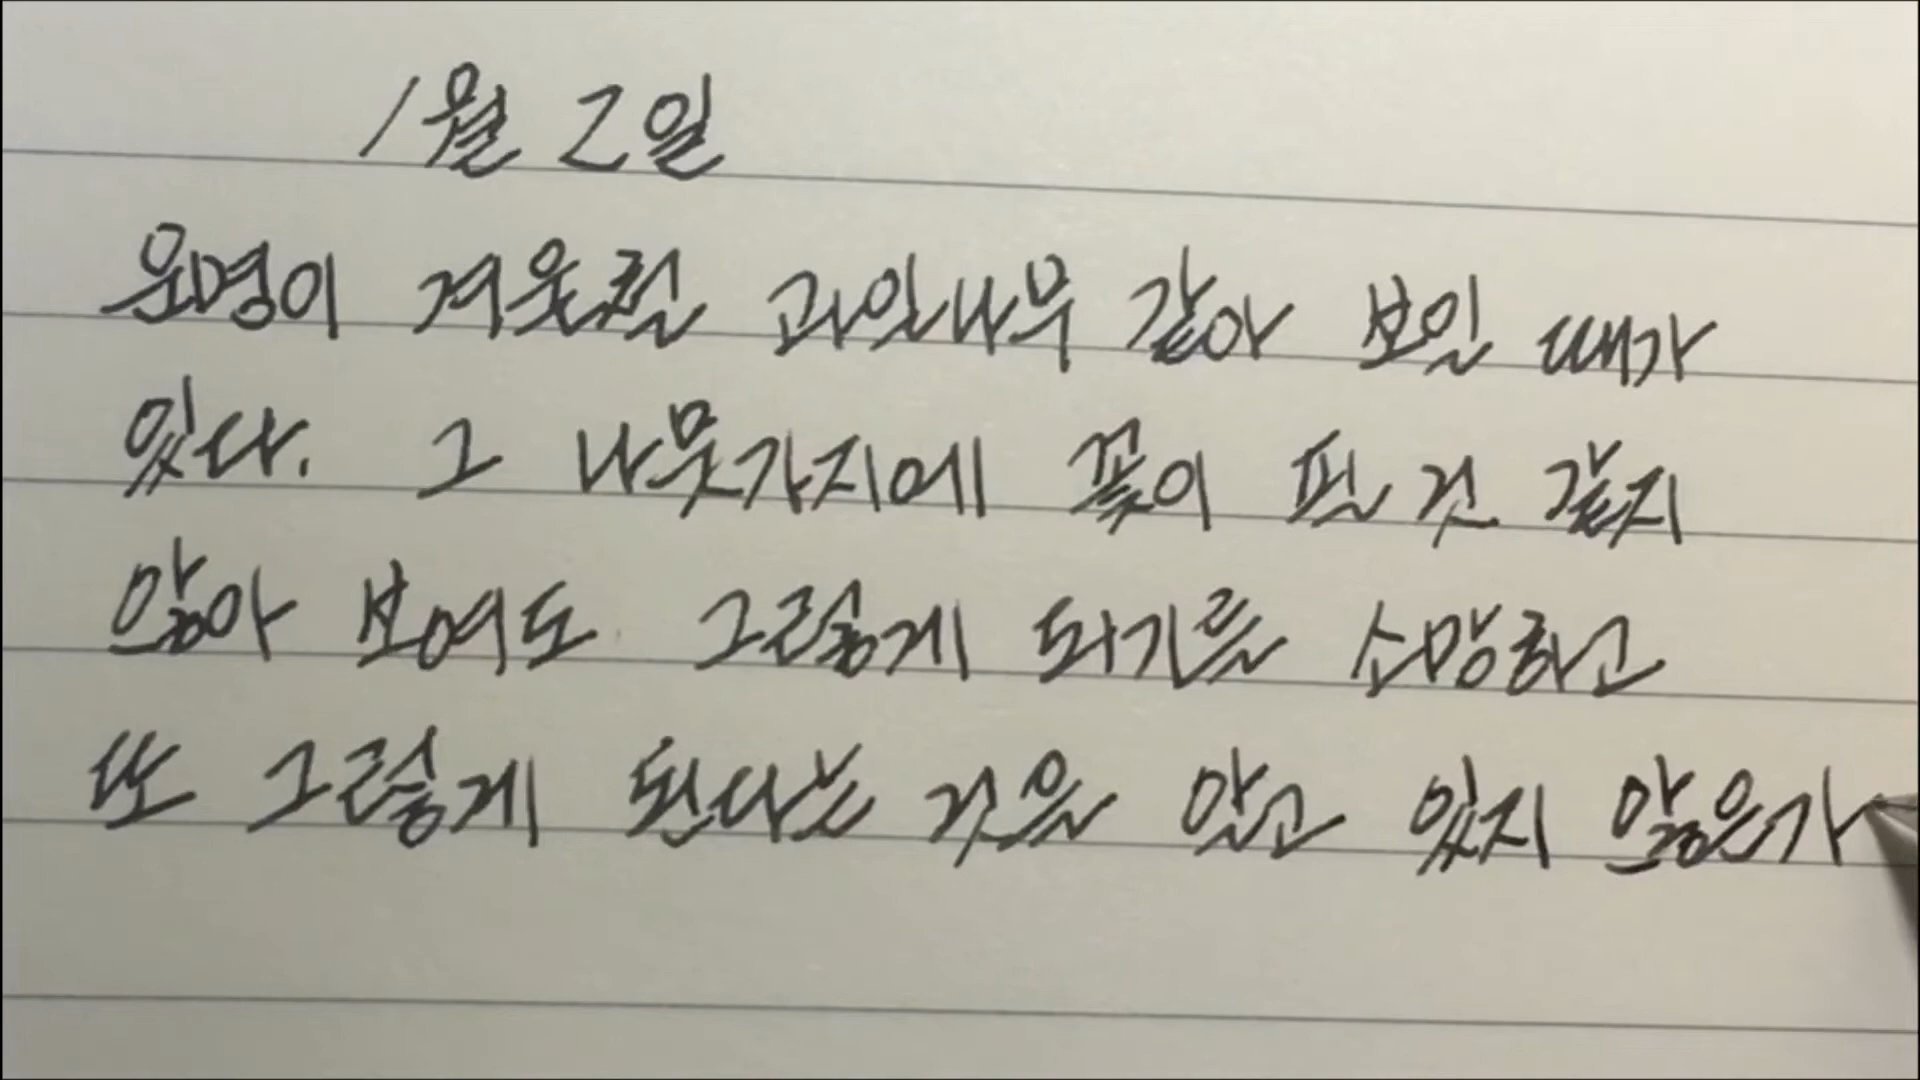 1월 2일
운명이 겨울철 과일나무 같아 보인 때가
있다. 그 나뭇가지에 꽃이 핀 것 같지
않아 보여도 그렇게 되기를 소망하고
또 그렇게 된다는 것을 알고 있지 않은가